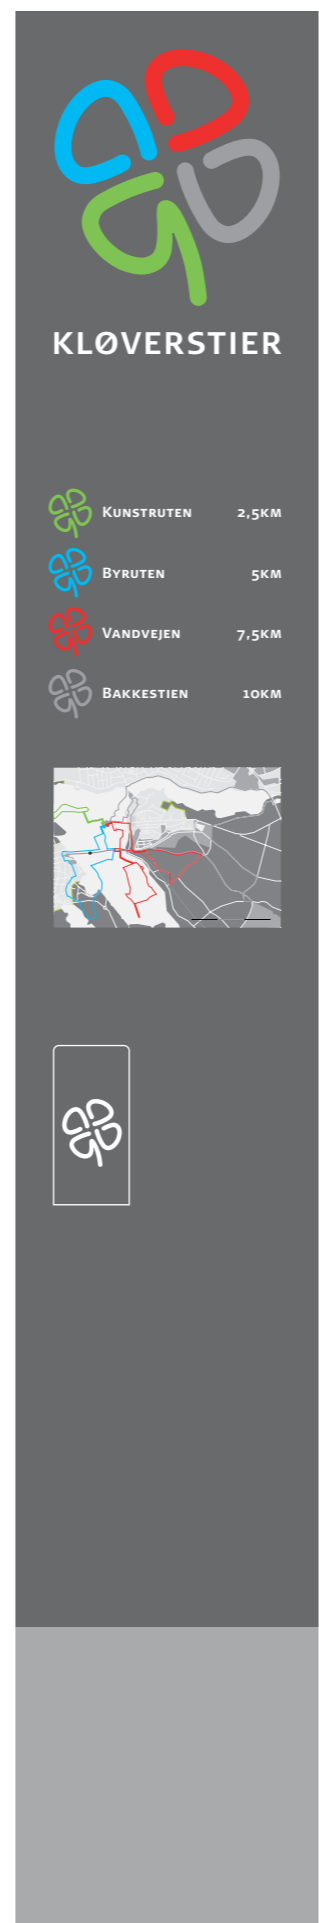 KLØVERSTIER
KUNSTRUTEN 2,5KM
BYRUTEN 5KM
VANDVEJEN 7,5KM
BAKKESTIEN 10KM